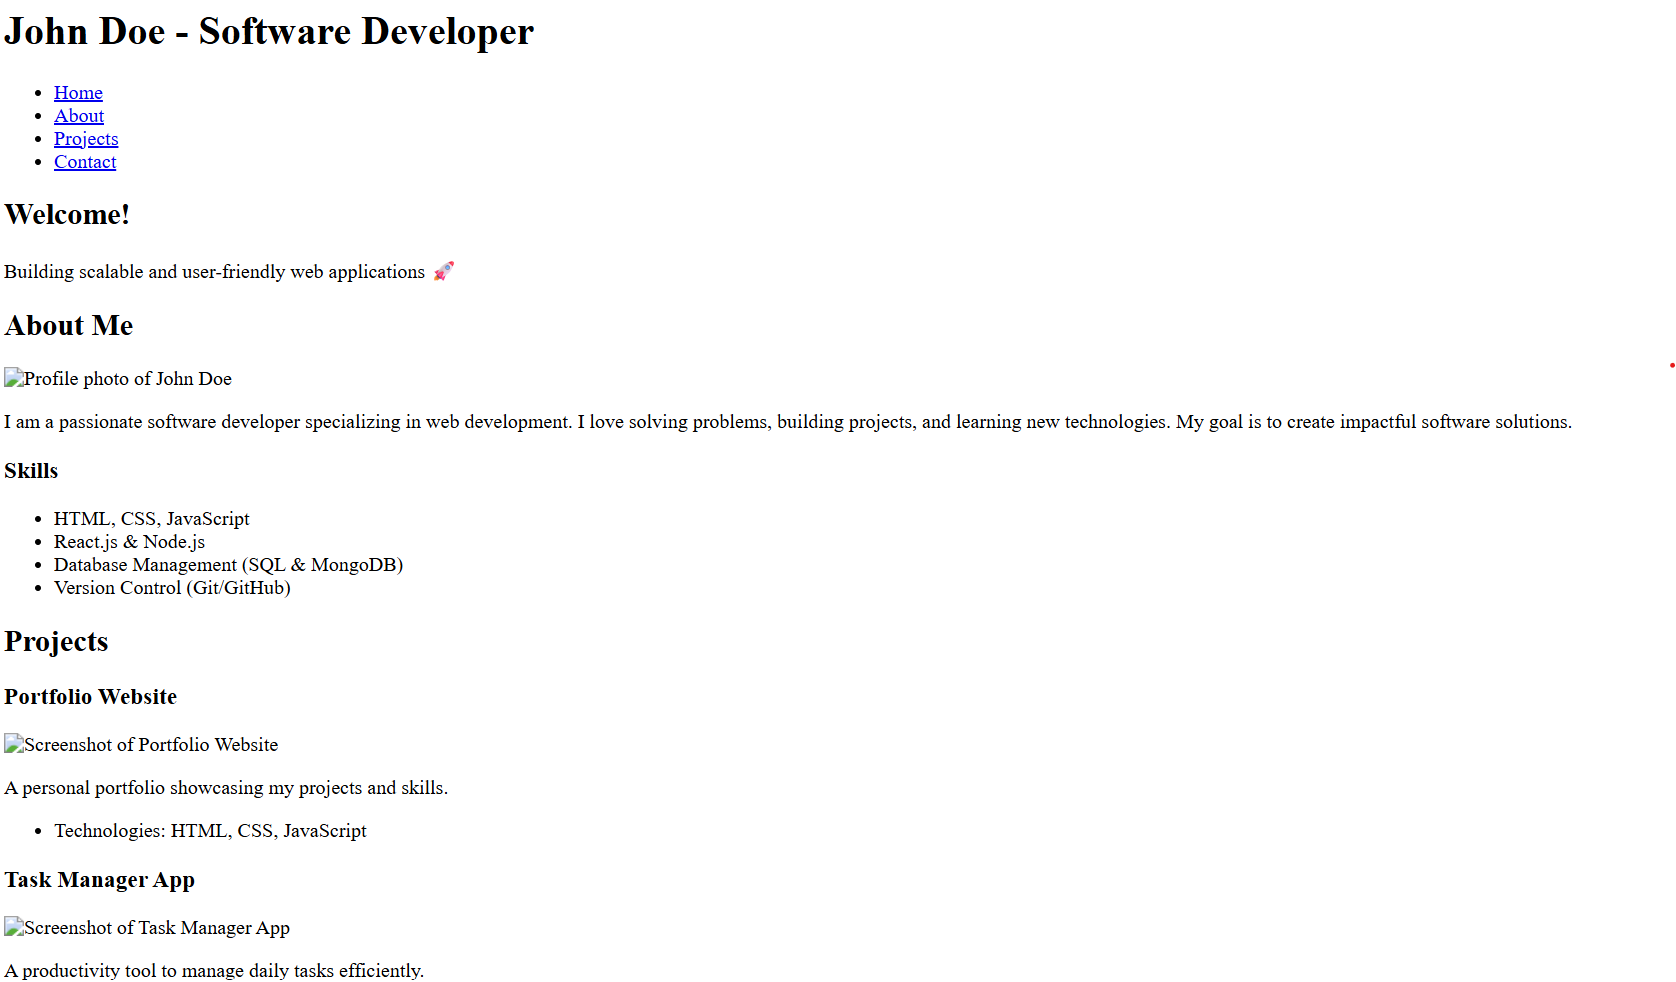 John Doe - Software Developer
Home
About
Projects
Contact
Welcome!
Building scalable and user-friendly web applications 🚀
About Me
Profile photo of John Doe
I am a passionate software developer specializing in web development. I love solving problems, building projects, and learning new technologies. My goal is to create impactful software solutions.
Skills
HTML, CSS, JavaScript
React.js & Node.js
Database Management (SQL & MongoDB)
Version Control (Git/GitHub)
Projects
Portfolio Website
Screenshot of Portfolio Website
A personal portfolio showcasing my projects and skills.
Technologies: HTML, CSS, JavaScript
Task Manager App
Screenshot of Task Manager App
A productivity tool to manage daily tasks efficiently.